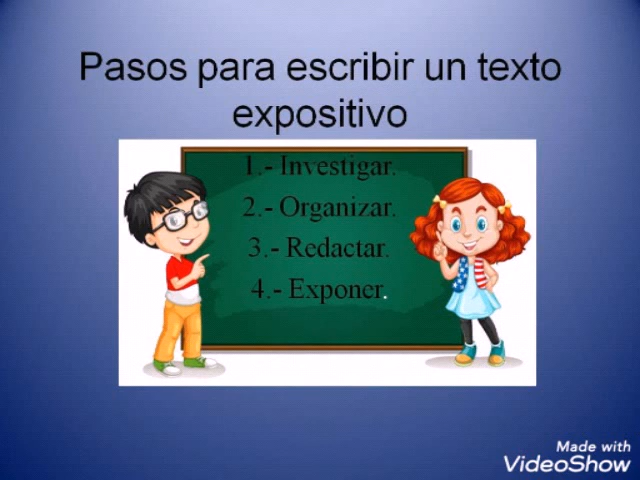 Pasos para escribir un texto
expositivo
1.- Investigar.
2.- Organizar.
3.- Redactar.
4.- Exponer.
Made with
VideoShow